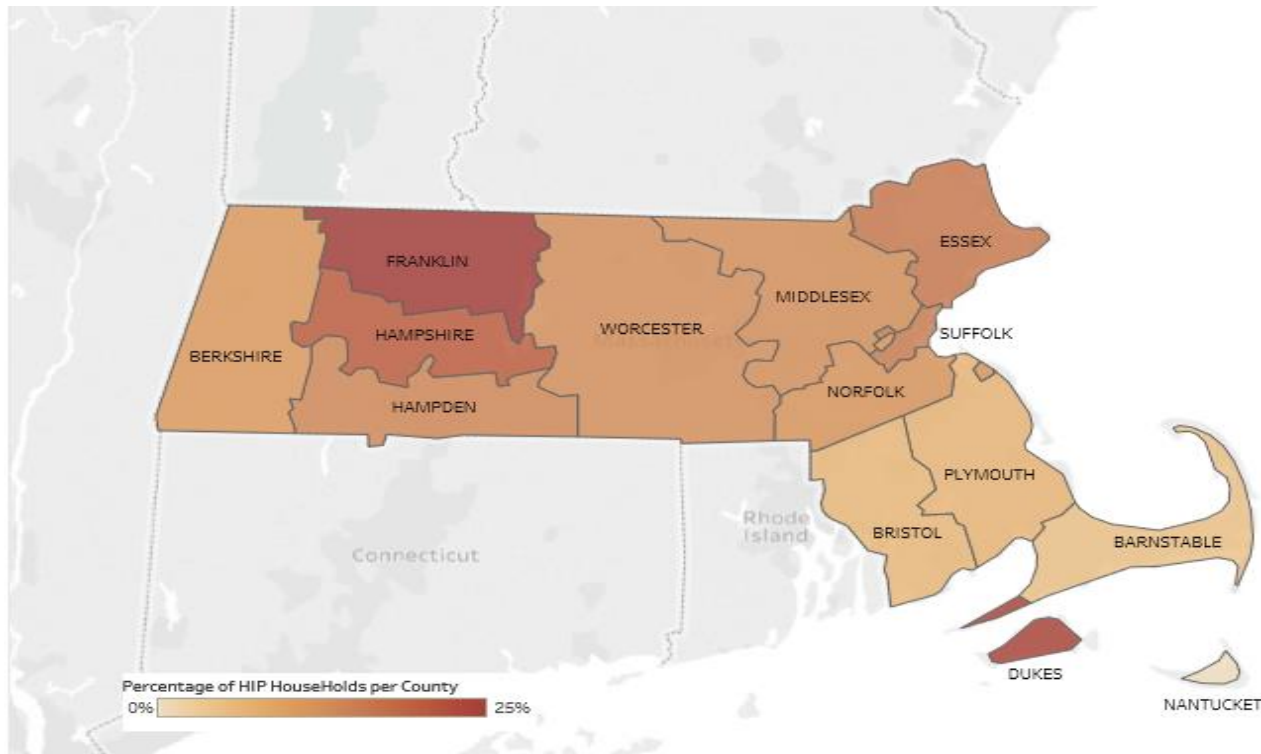 ESSEX
FRANKLIN
MIDDLESEX
HAMPSHIRE
WORCESTER
SUFFOLK
BERKSHIRE
NORFOLK
HAMPDEN
PLYMOUTH
Rhode
Island
BRISTOL
BARNSTABLE
Connecticut
DUKES
Percentage of HIP HouseHolds per County
0% 25%
NANTUCKET